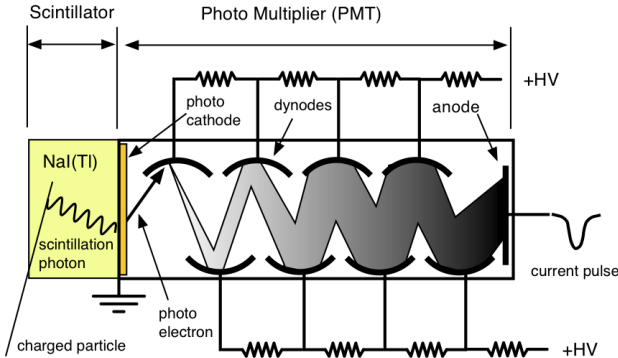 Scintillator
Photo Multiplier (PMT)
+HV
photo
cathode
dynodes
anode
NaI(Tl)
scintillation
photon
current pulse
photo
electron
charged particle
+HV